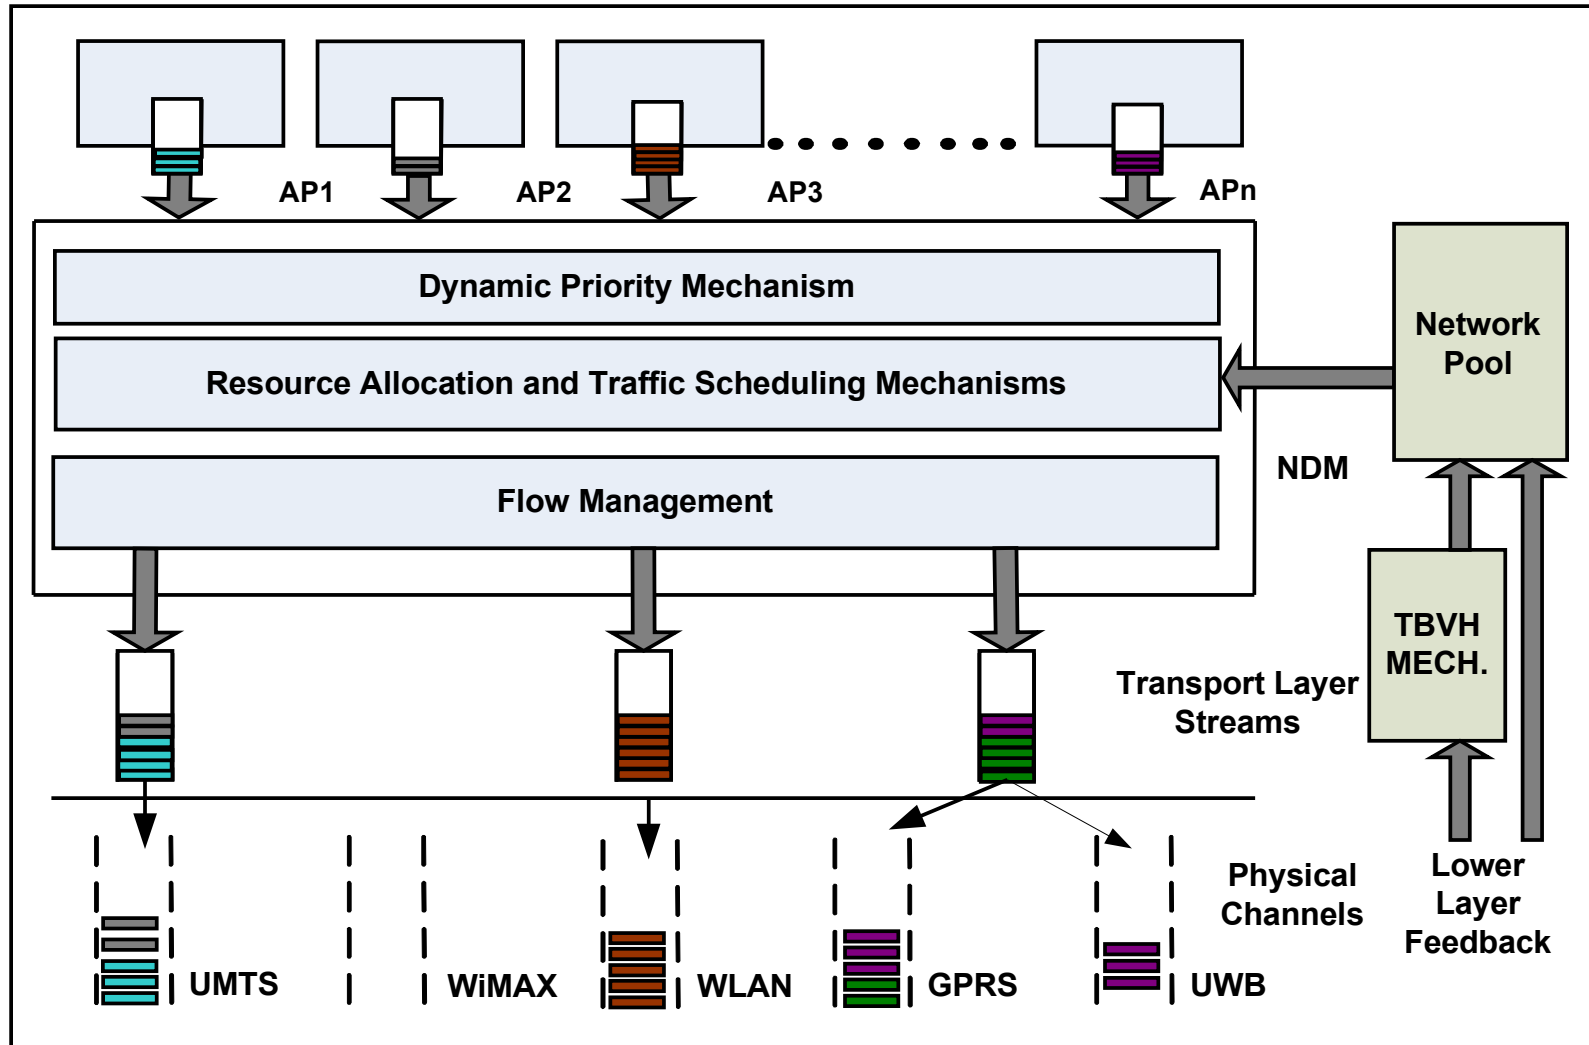 AP1
AP2
AP3
APn
Dynamic Priority Mechanism
Resource Allocation and Traffic Scheduling Mechanisms
Flow Management
Network
Pool
NDM
TBVH
MECH.
Transport Layer
Streams
Physical
Channels
Lower
Layer
Feedback
UMTS
WiMAX
WLAN
GPRS
UWB